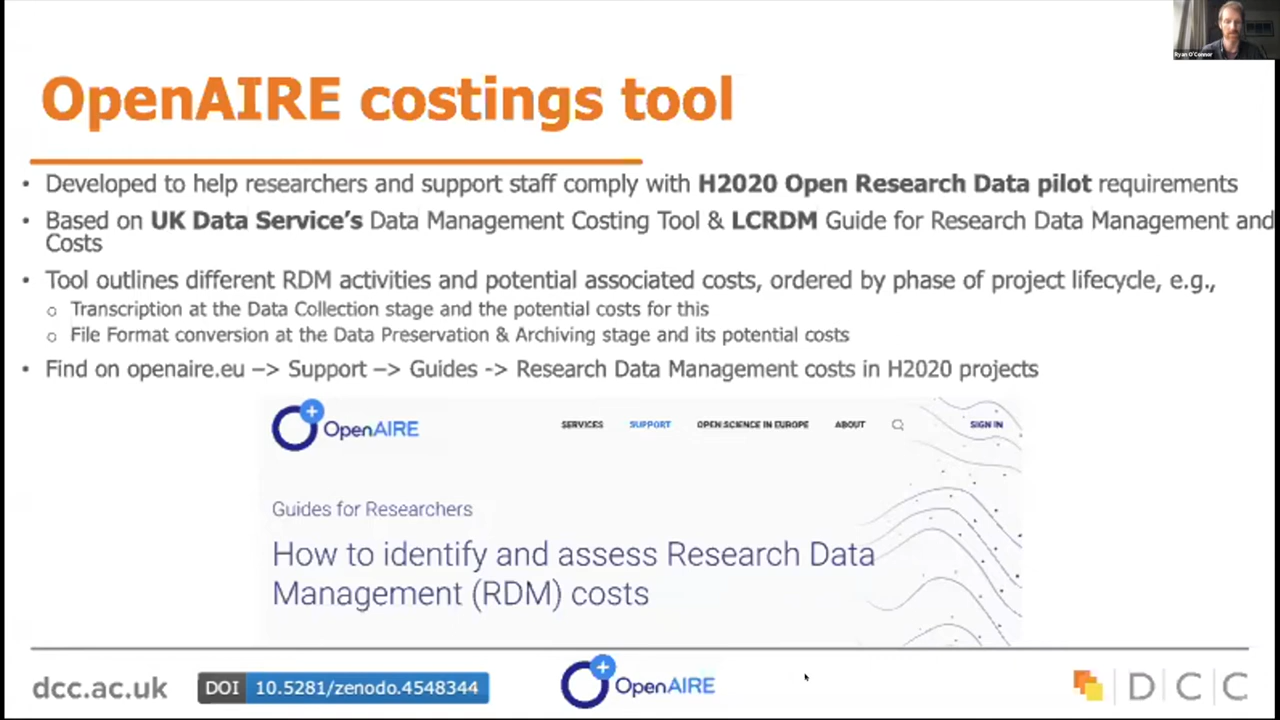 Ryan O'Connor
OpenAIRE costings tool
• Developed to help researchers and support staff comply with H2020 Open Research Data pilot requirements
• Based on UK Data Service's Data Management Costing Tool & LCRDM Guide for Research Data Management and
Costs
• Tool outlines different RDM activities and potential associated costs, ordered by phase of project lifecycle, e.g.,
o Transcription at the Data Collection stage and the potential costs for this
o File Format conversion at the Data Preservation & Archiving stage and its potential costs
• Find on openaire.eu –> Support –> Guides -> Research Data Management costs in H2020 projects
OpenAIRE SERVICES SUPPORT OPEN SCIENCE IN EUROPE ABOUT SIGN IN
Guides for Researchers
How to identify and assess Research Data
Management (RDM) costs
dcc.ac.uk DOI 10.5281/zenodo.4548344 OpenAIRE D|C|C